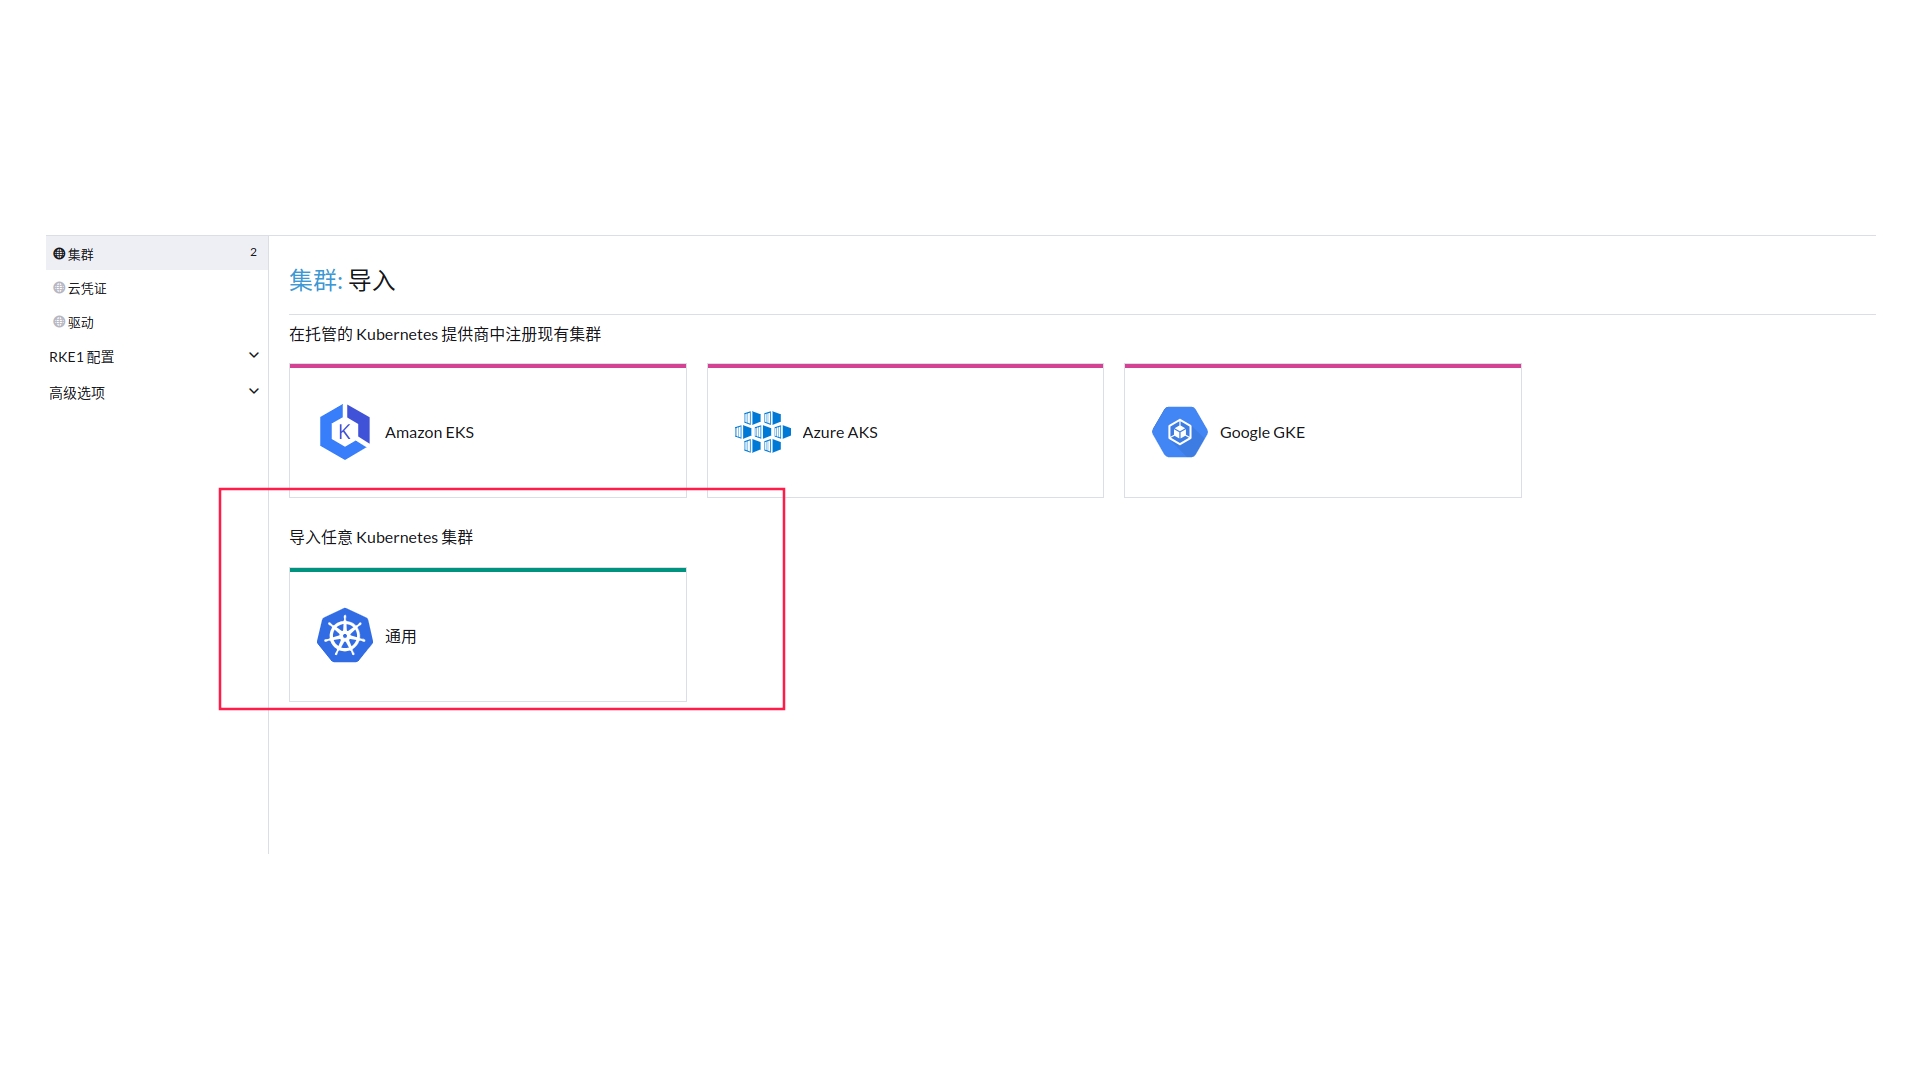 集群 2
云凭证
驱动
RKE1 配置
高级选项
集群: 导入
在托管的 Kubernetes 提供商中注册现有集群
K
Amazon EKS
Azure AKS
Google GKE
导入任意 Kubernetes 集群
通用